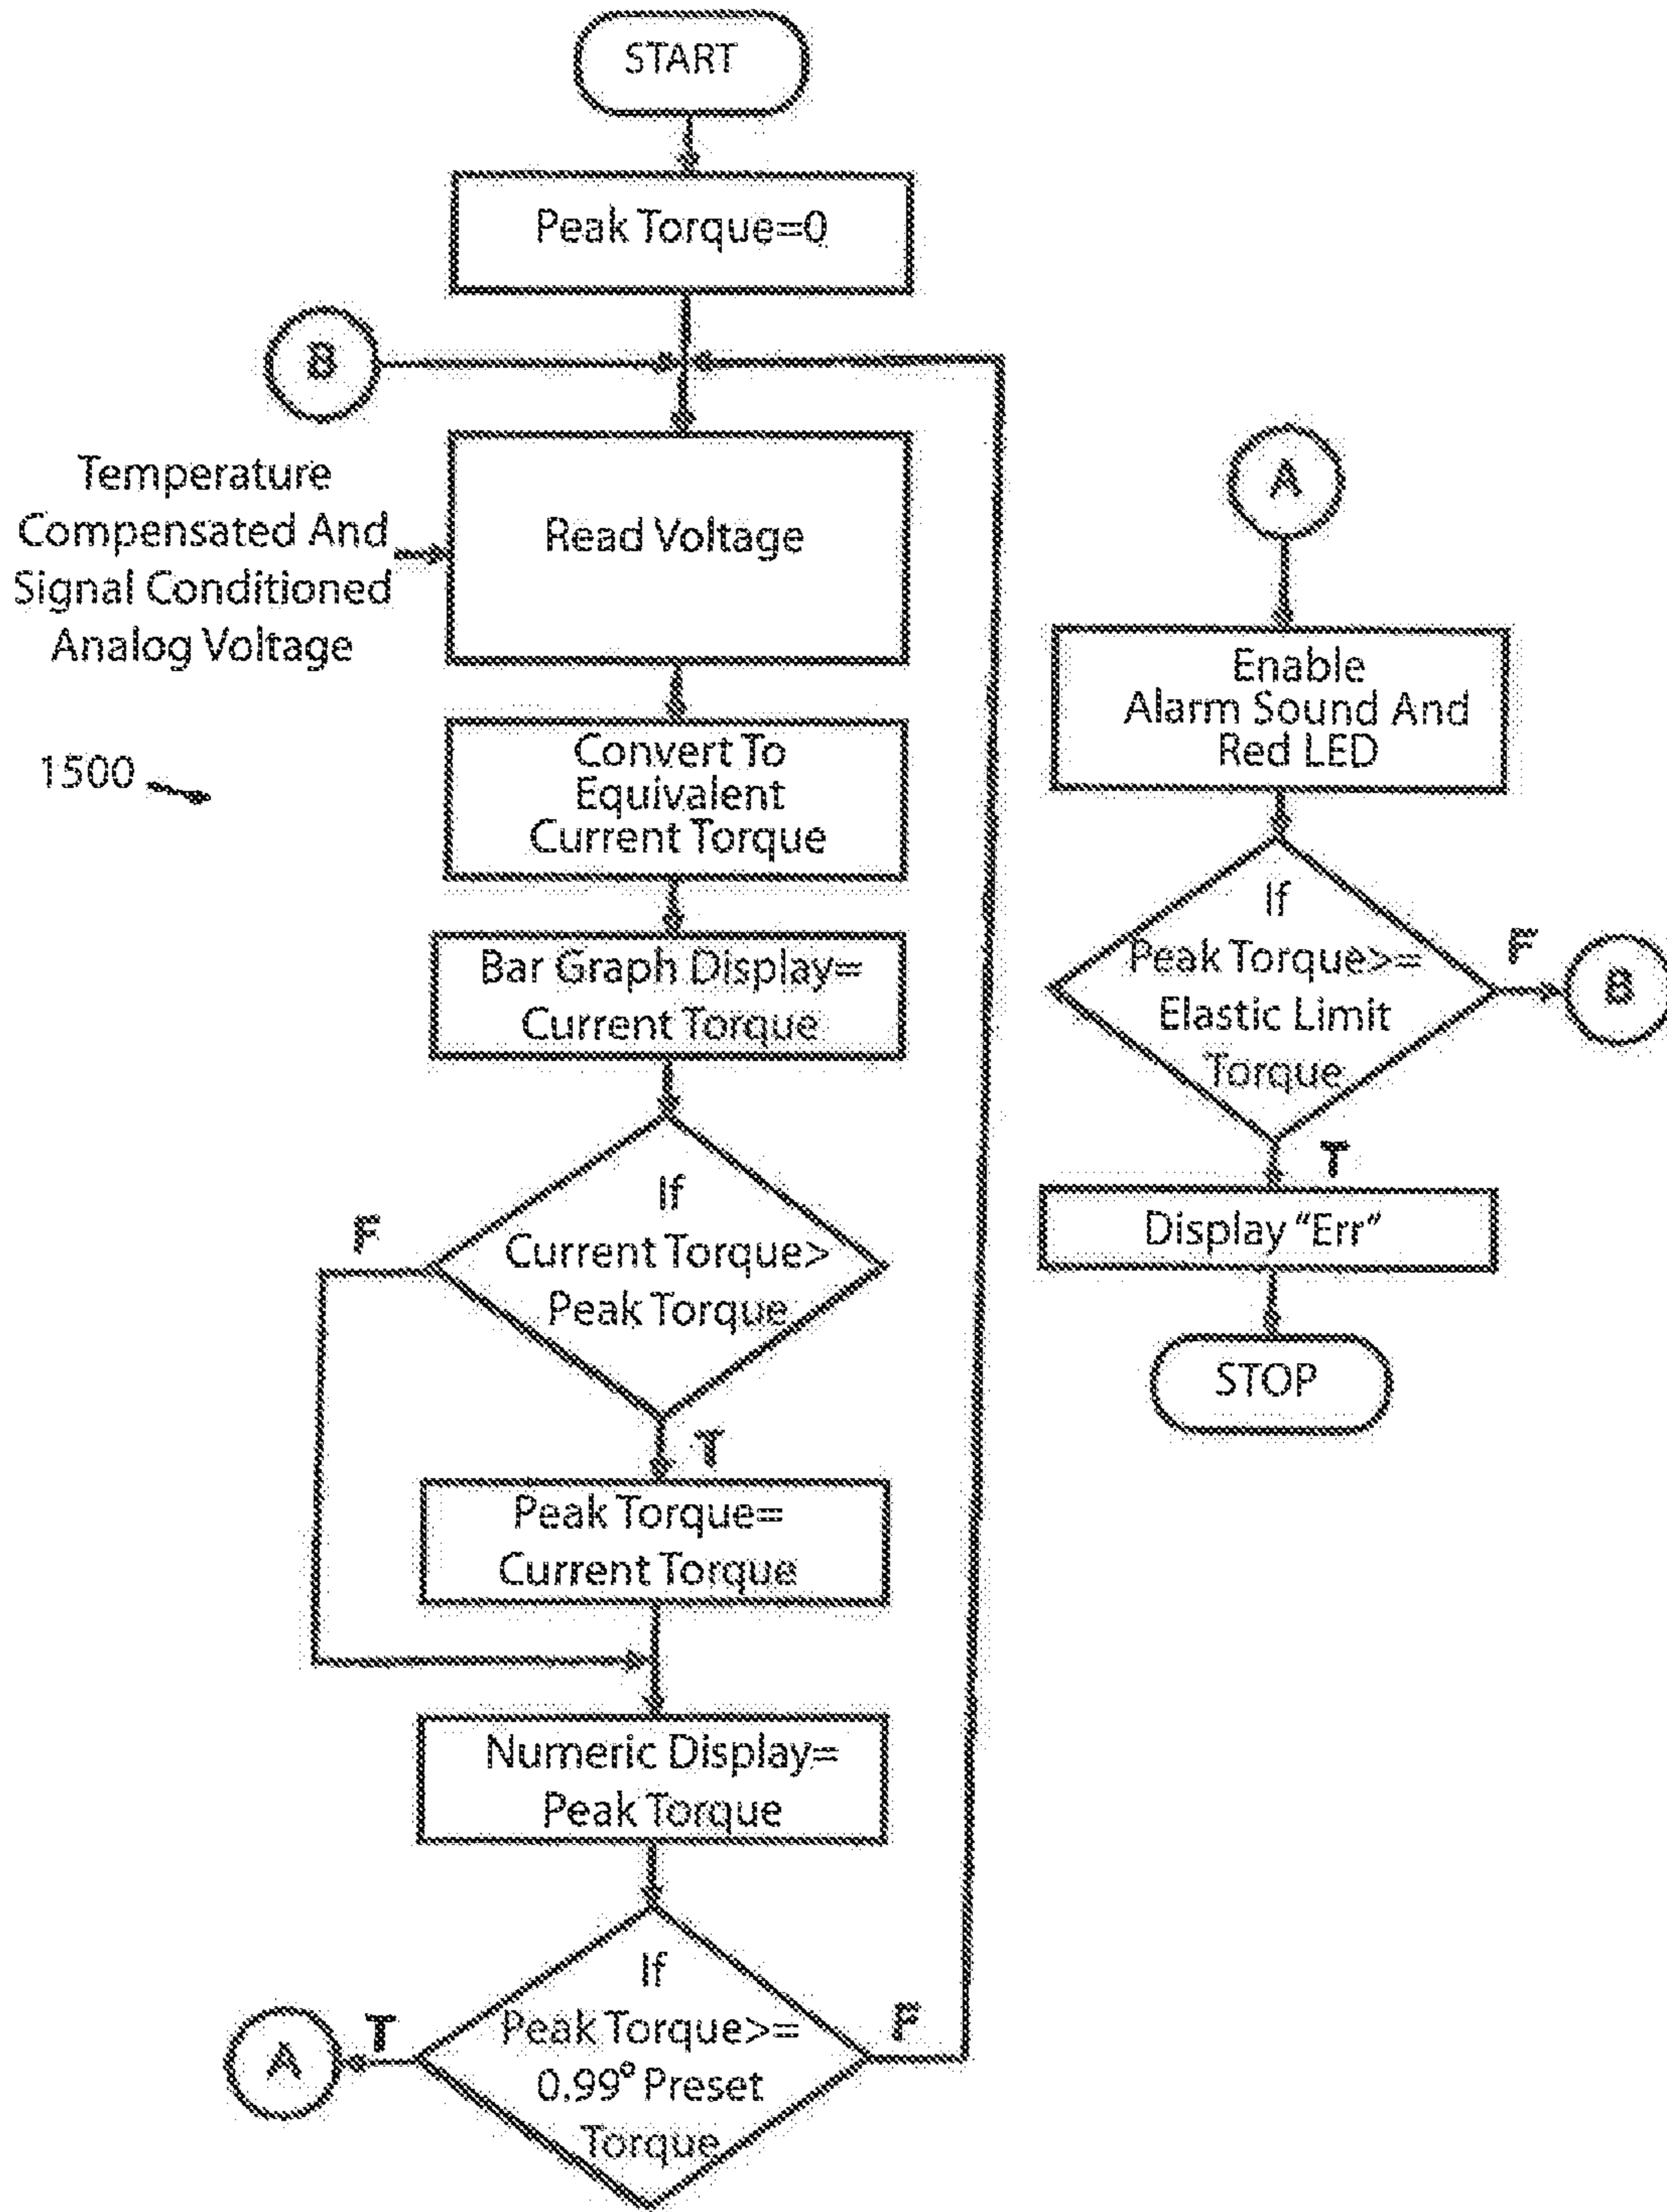 START
Peak Torque=0
B
Temperature
Compensated And
Signal Conditioned
Analog Voltage
Read Voltage
1500
Convert To
Equivalent
Current Torque
Bar Graph Display=
Current Torque
If
Current Torque>
Peak Torque
F
T
Peak Torque=
Current Torque
Numeric Display=
Peak Torque
If
Peak Torque>=
0.99° Preset
Torque
T
F
A
A
Enable
Alarm Sound And
Red LED
If
Peak Torque>=
Elastic Limit
Torque
F
B
T
Display “Err”
STOP